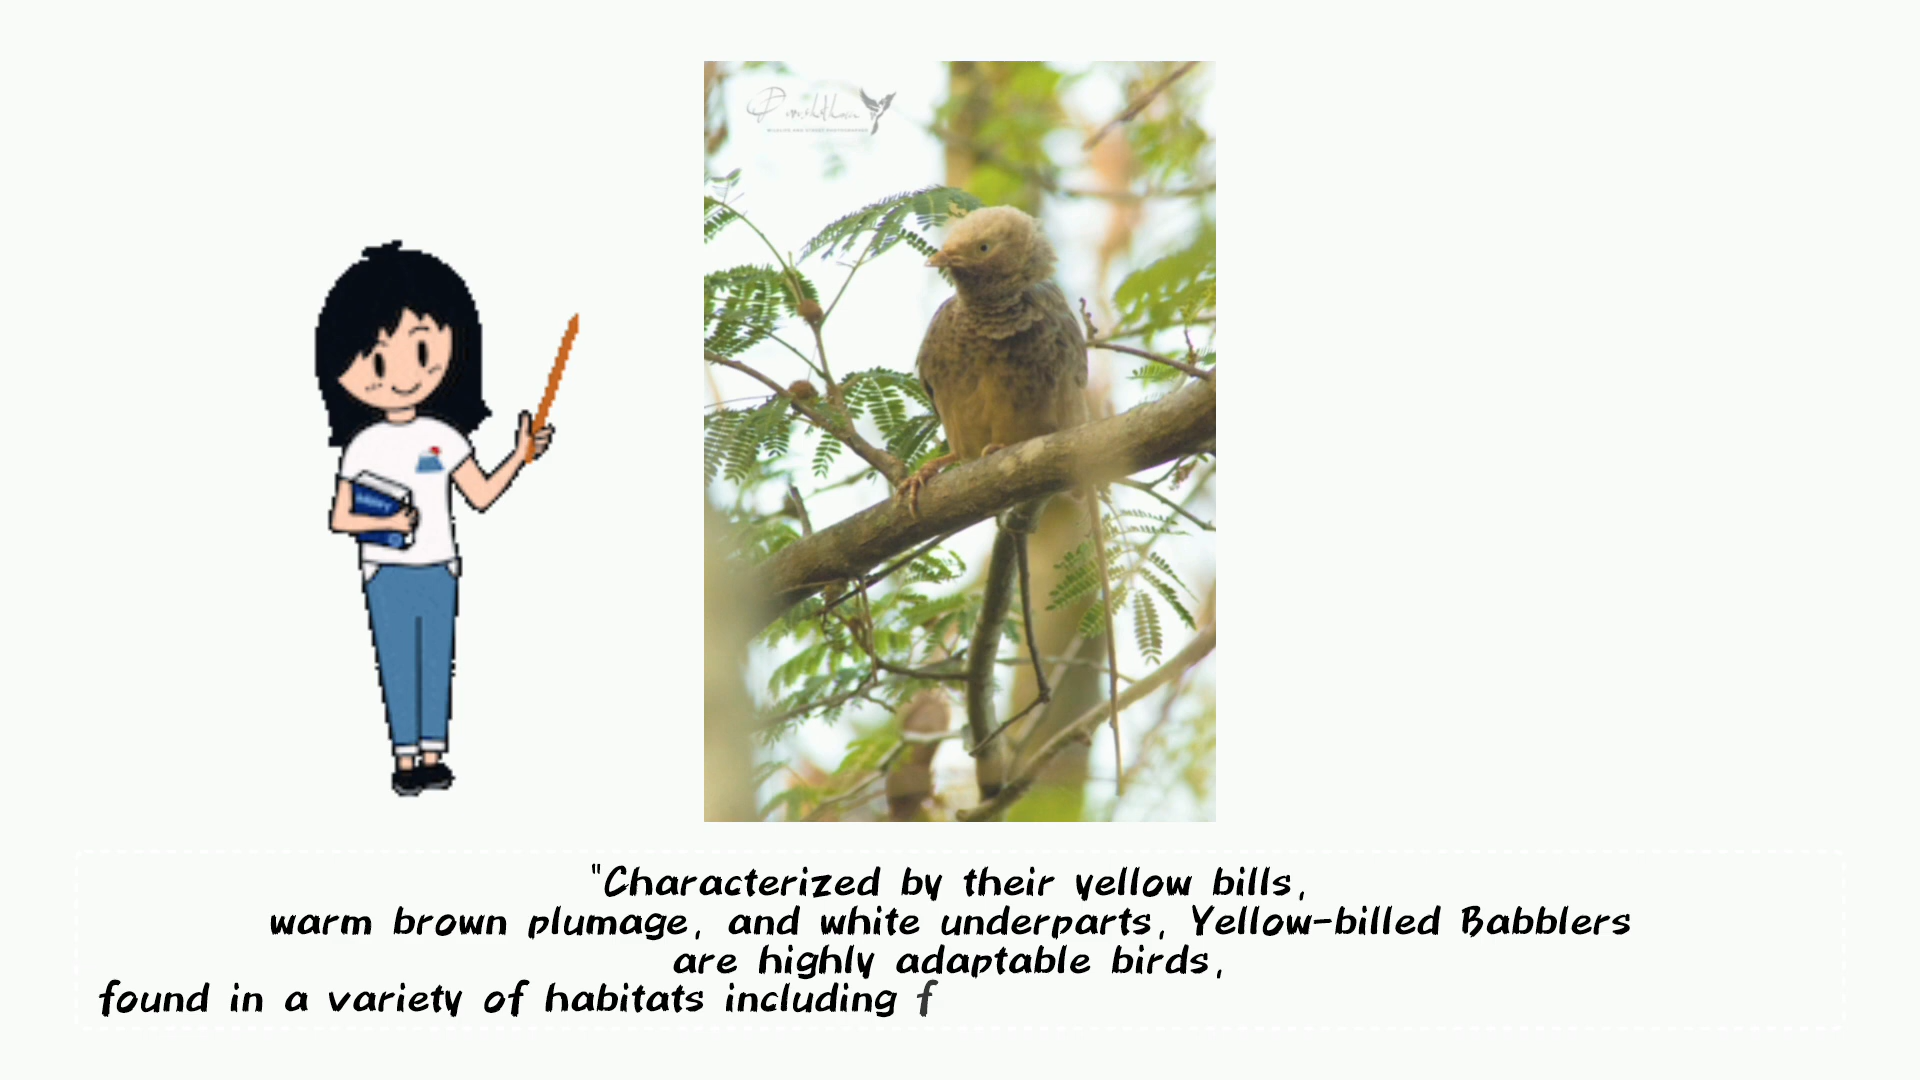 "Characterized by their yellow bills,
warm brown plumage, and white underparts, Yellow-billed Babblers
are highly adaptable birds,
found in a variety of habitats including f